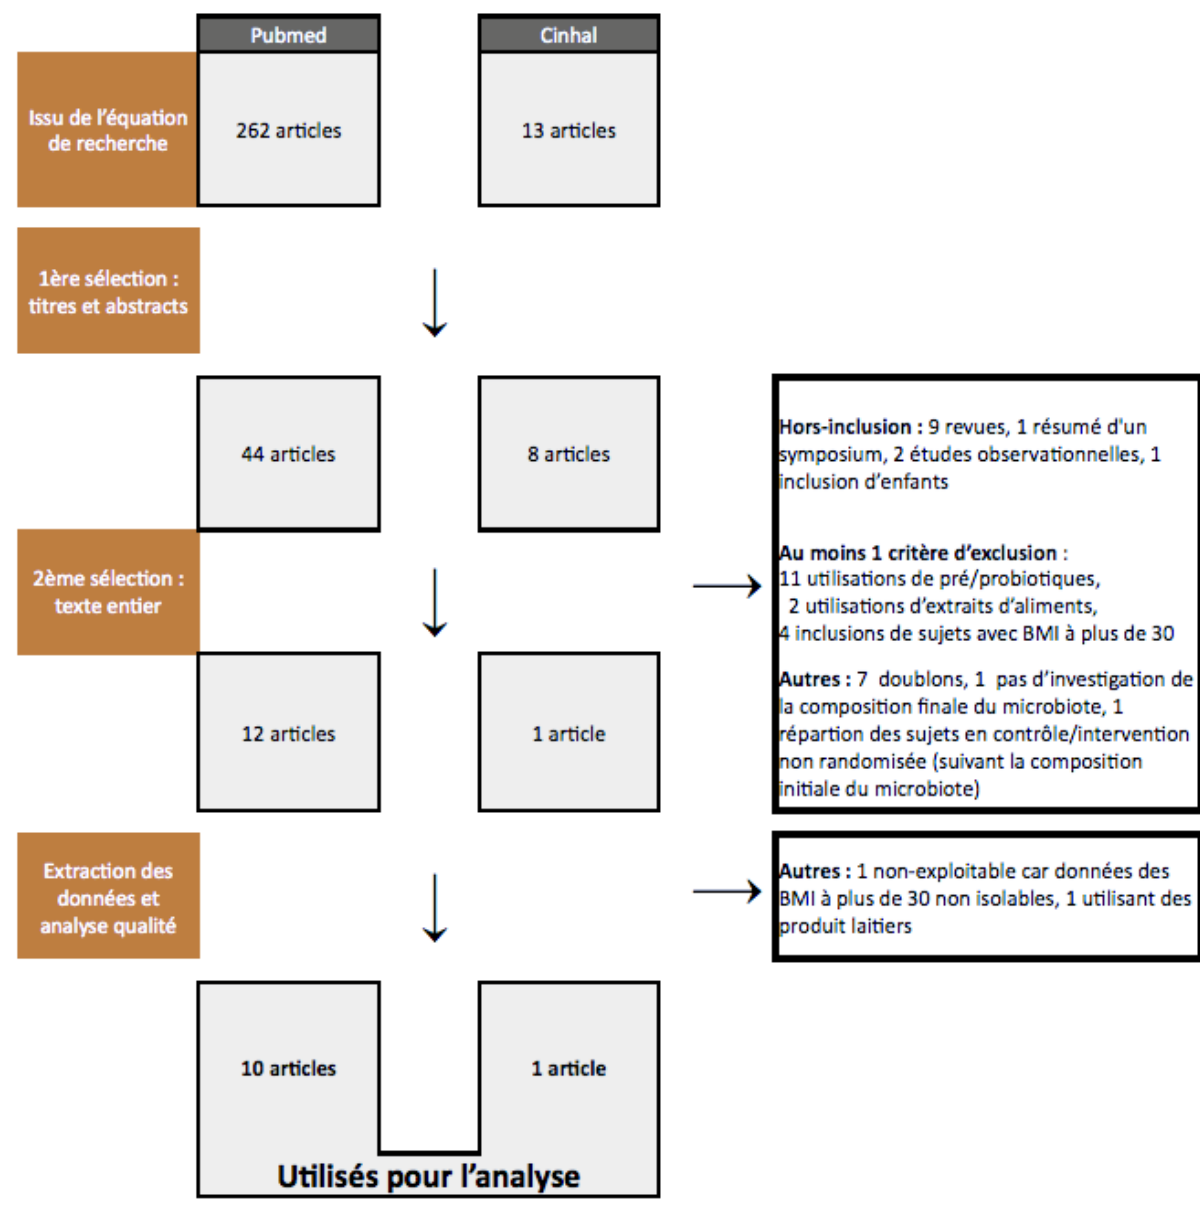 Pubmed
Cinhal
Issu de l’équation
de recherche
262 articles
13 articles
1ère sélection :
titres et abstracts
44 articles
8 articles
Hors-inclusion : 9 revues, 1 résumé d'un
symposium, 2 études observationnelles, 1
inclusion d’enfants
2ème sélection :
texte entier
Au moins 1 critère d’exclusion :
11 utilisations de pré/probiotiques,
2 utilisations d’extraits d’aliments,
4 inclusions de sujets avec BMI à plus de 30
Autres : 7 doublons, 1 pas d’investigation de
la composition finale du microbiote, 1
répartion des sujets en contrôle/intervention
non randomisée (suivant la composition
initiale du microbiote)
12 articles
1 article
Extraction des
données et
analyse qualité
Autres : 1 non-exploitable car données des
BMI à plus de 30 non isolables, 1 utilisant des
produit laitiers
10 articles
1 article
Utilisés pour l’analyse